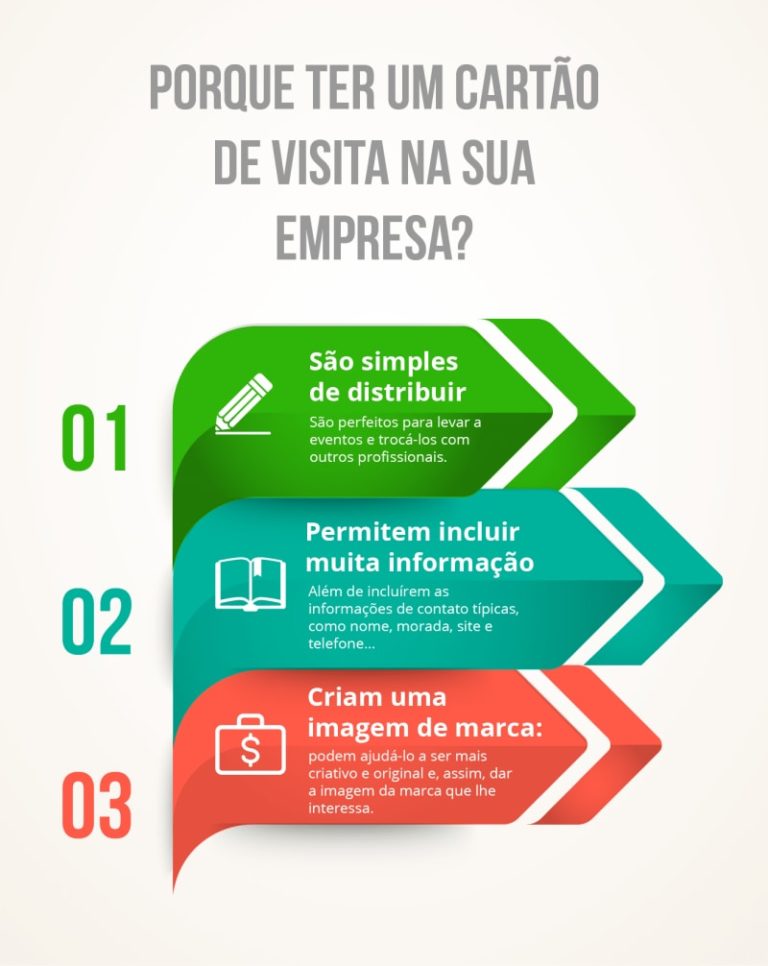 PORQUE TER UM CARTÃO
DE VISITA NA SUA
EMPRESA?
01
São simples
de distribuir
São perfeitos para levar a
eventos e trocá-los com
outros profissionais.
02
Permitem incluir
muita informação
Além de incluírem as
informações de contato típicas,
como nome, morada, site e
telefone...
03
Criam uma
imagem de marca:
podem ajudá-lo a ser mais
criativo e original e, assim, dar
a imagem da marca que lhe
interessa.
$